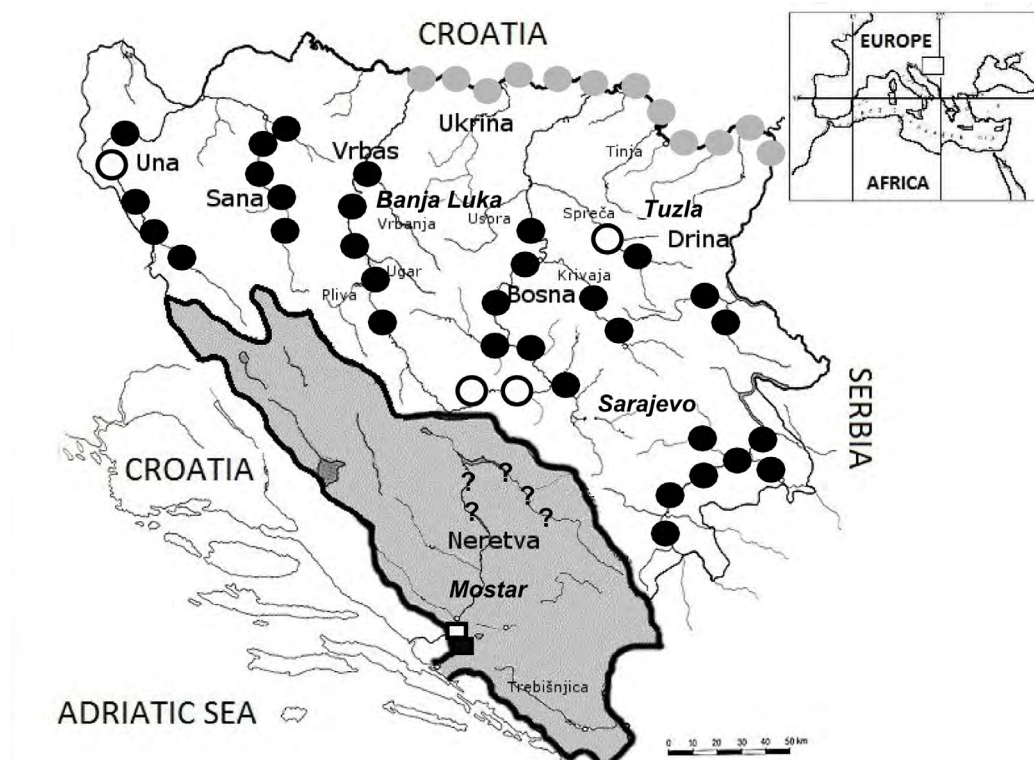 CROATIA
EUROPE
AFRICA
Ukrina
Tinja
Una
Vrbas
Sana
Banja Luka
Vrbanja
Usora
Spreča
Tuzla
Drina
Ugar
Krivaja
Pliva
Bosna
SERBIA
Sarajevo
CROATIA
?
?
?
?
?
Neretva
Mostar
Trebišnjica
ADRIATIC SEA
0 10 20 30 40 50 km